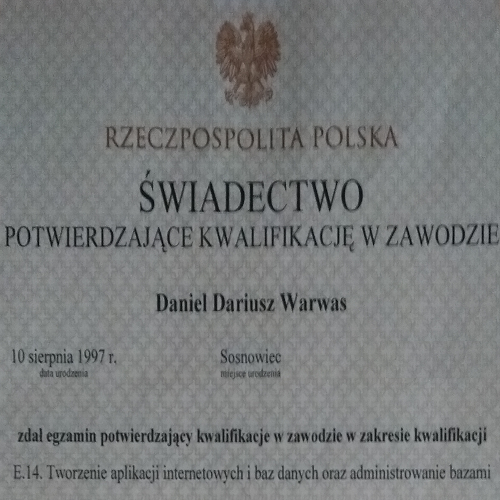 RZECZPOSPOLITA POLSKA
ŚWIADECTWO
POTWIERDZAJĄCE KWALIFIKACJĘ W ZAWODZIE
Daniel Dariusz Warwas
10 sierpnia 1997 r. Sosnowiec
data urodzenia miejsce urodzenia
zdał egzamin potwierdzający kwalifikacje w zawodzie w zakresie kwalifikacji
E.14. Tworzenie aplikacji internetowych i baz danych oraz administrowanie bazami